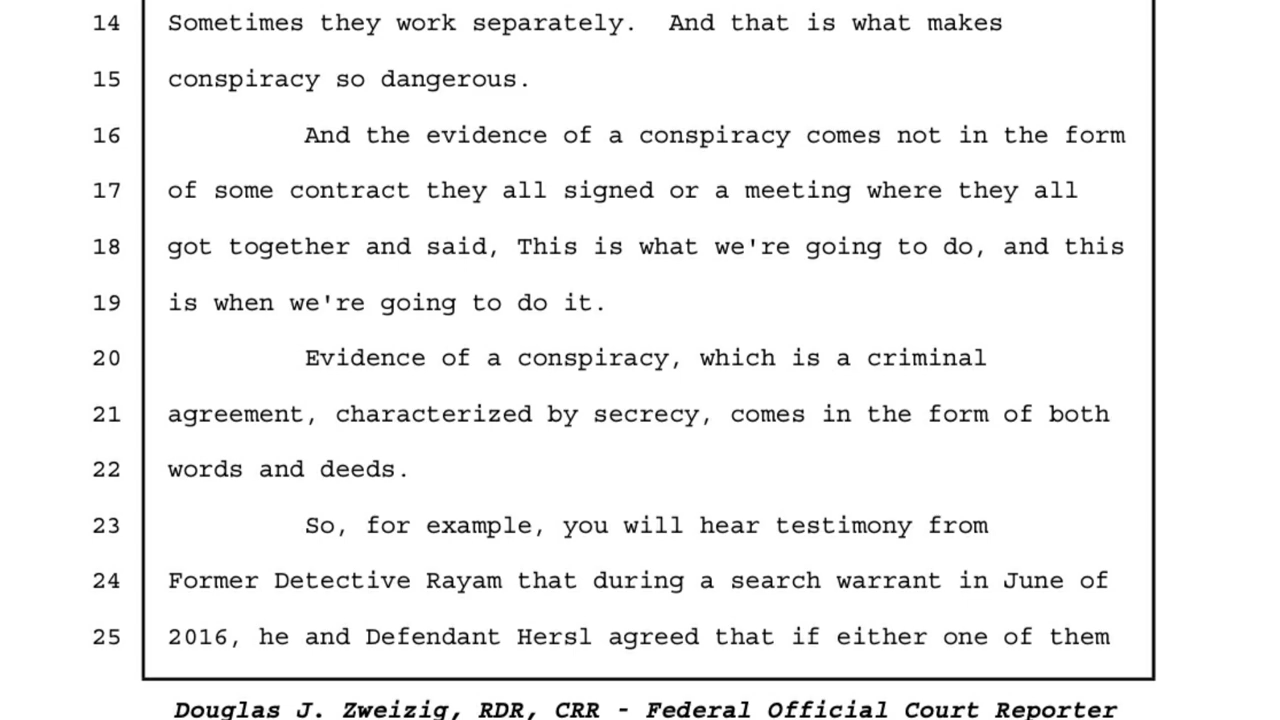 14 Sometimes they work separately.  And that is what makes
15 conspiracy so dangerous.
16 And the evidence of a conspiracy comes not in the form
17 of some contract they all signed or a meeting where they all
18 got together and said, This is what we're going to do, and this
19 is when we're going to do it.
20 Evidence of a conspiracy, which is a criminal
21 agreement, characterized by secrecy, comes in the form of both
22 words and deeds.
23 So, for example, you will hear testimony from
24 Former Detective Rayam that during a search warrant in June of
25 2016, he and Defendant Hersl agreed that if either one of them
Douglas J. Zweizig, RDR, CRR - Federal Official Court Reporter